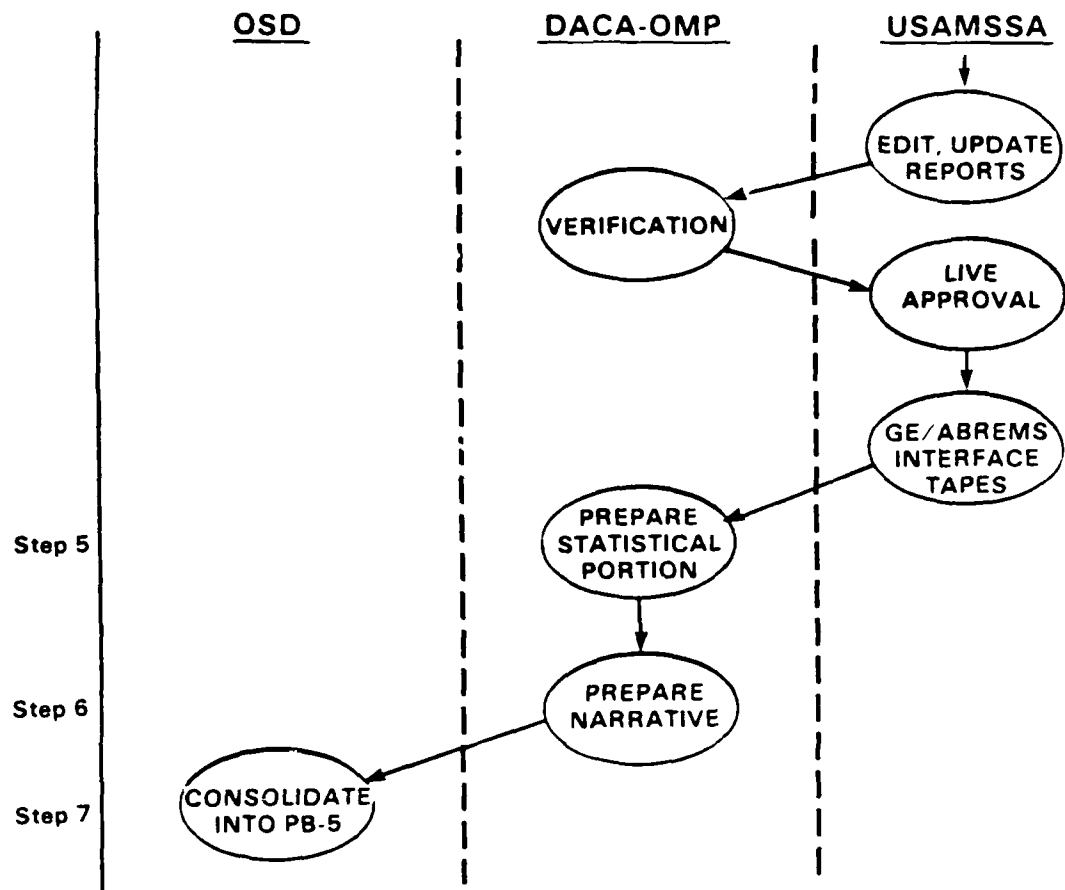 OSD
DACA-OMP
USAMSSA
EDIT, UPDATE
REPORTS
VERIFICATION
LIVE
APPROVAL
GE/ABREMS
INTERFACE
TAPES
Step 5
PREPARE
STATISTICAL
PORTION
Step 6
PREPARE
NARRATIVE
Step 7
CONSOLIDATE
INTO PB-5